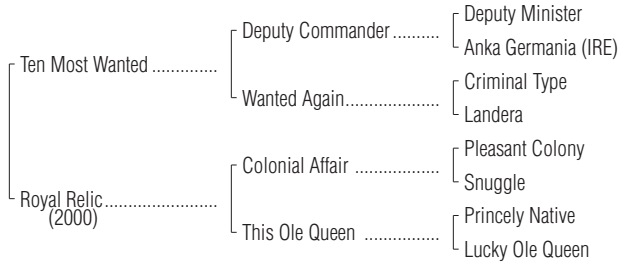 Deputy Minister
Deputy Commander ..........
Anka Germania (IRE)
Ten Most Wanted ..............
Criminal Type
Wanted Again....................
Landera
Pleasant Colony
Colonial Affair ..................
Snuggle
Royal Relic........................
(2000)
Princely Native
This Ole Queen ................
Lucky Ole Queen